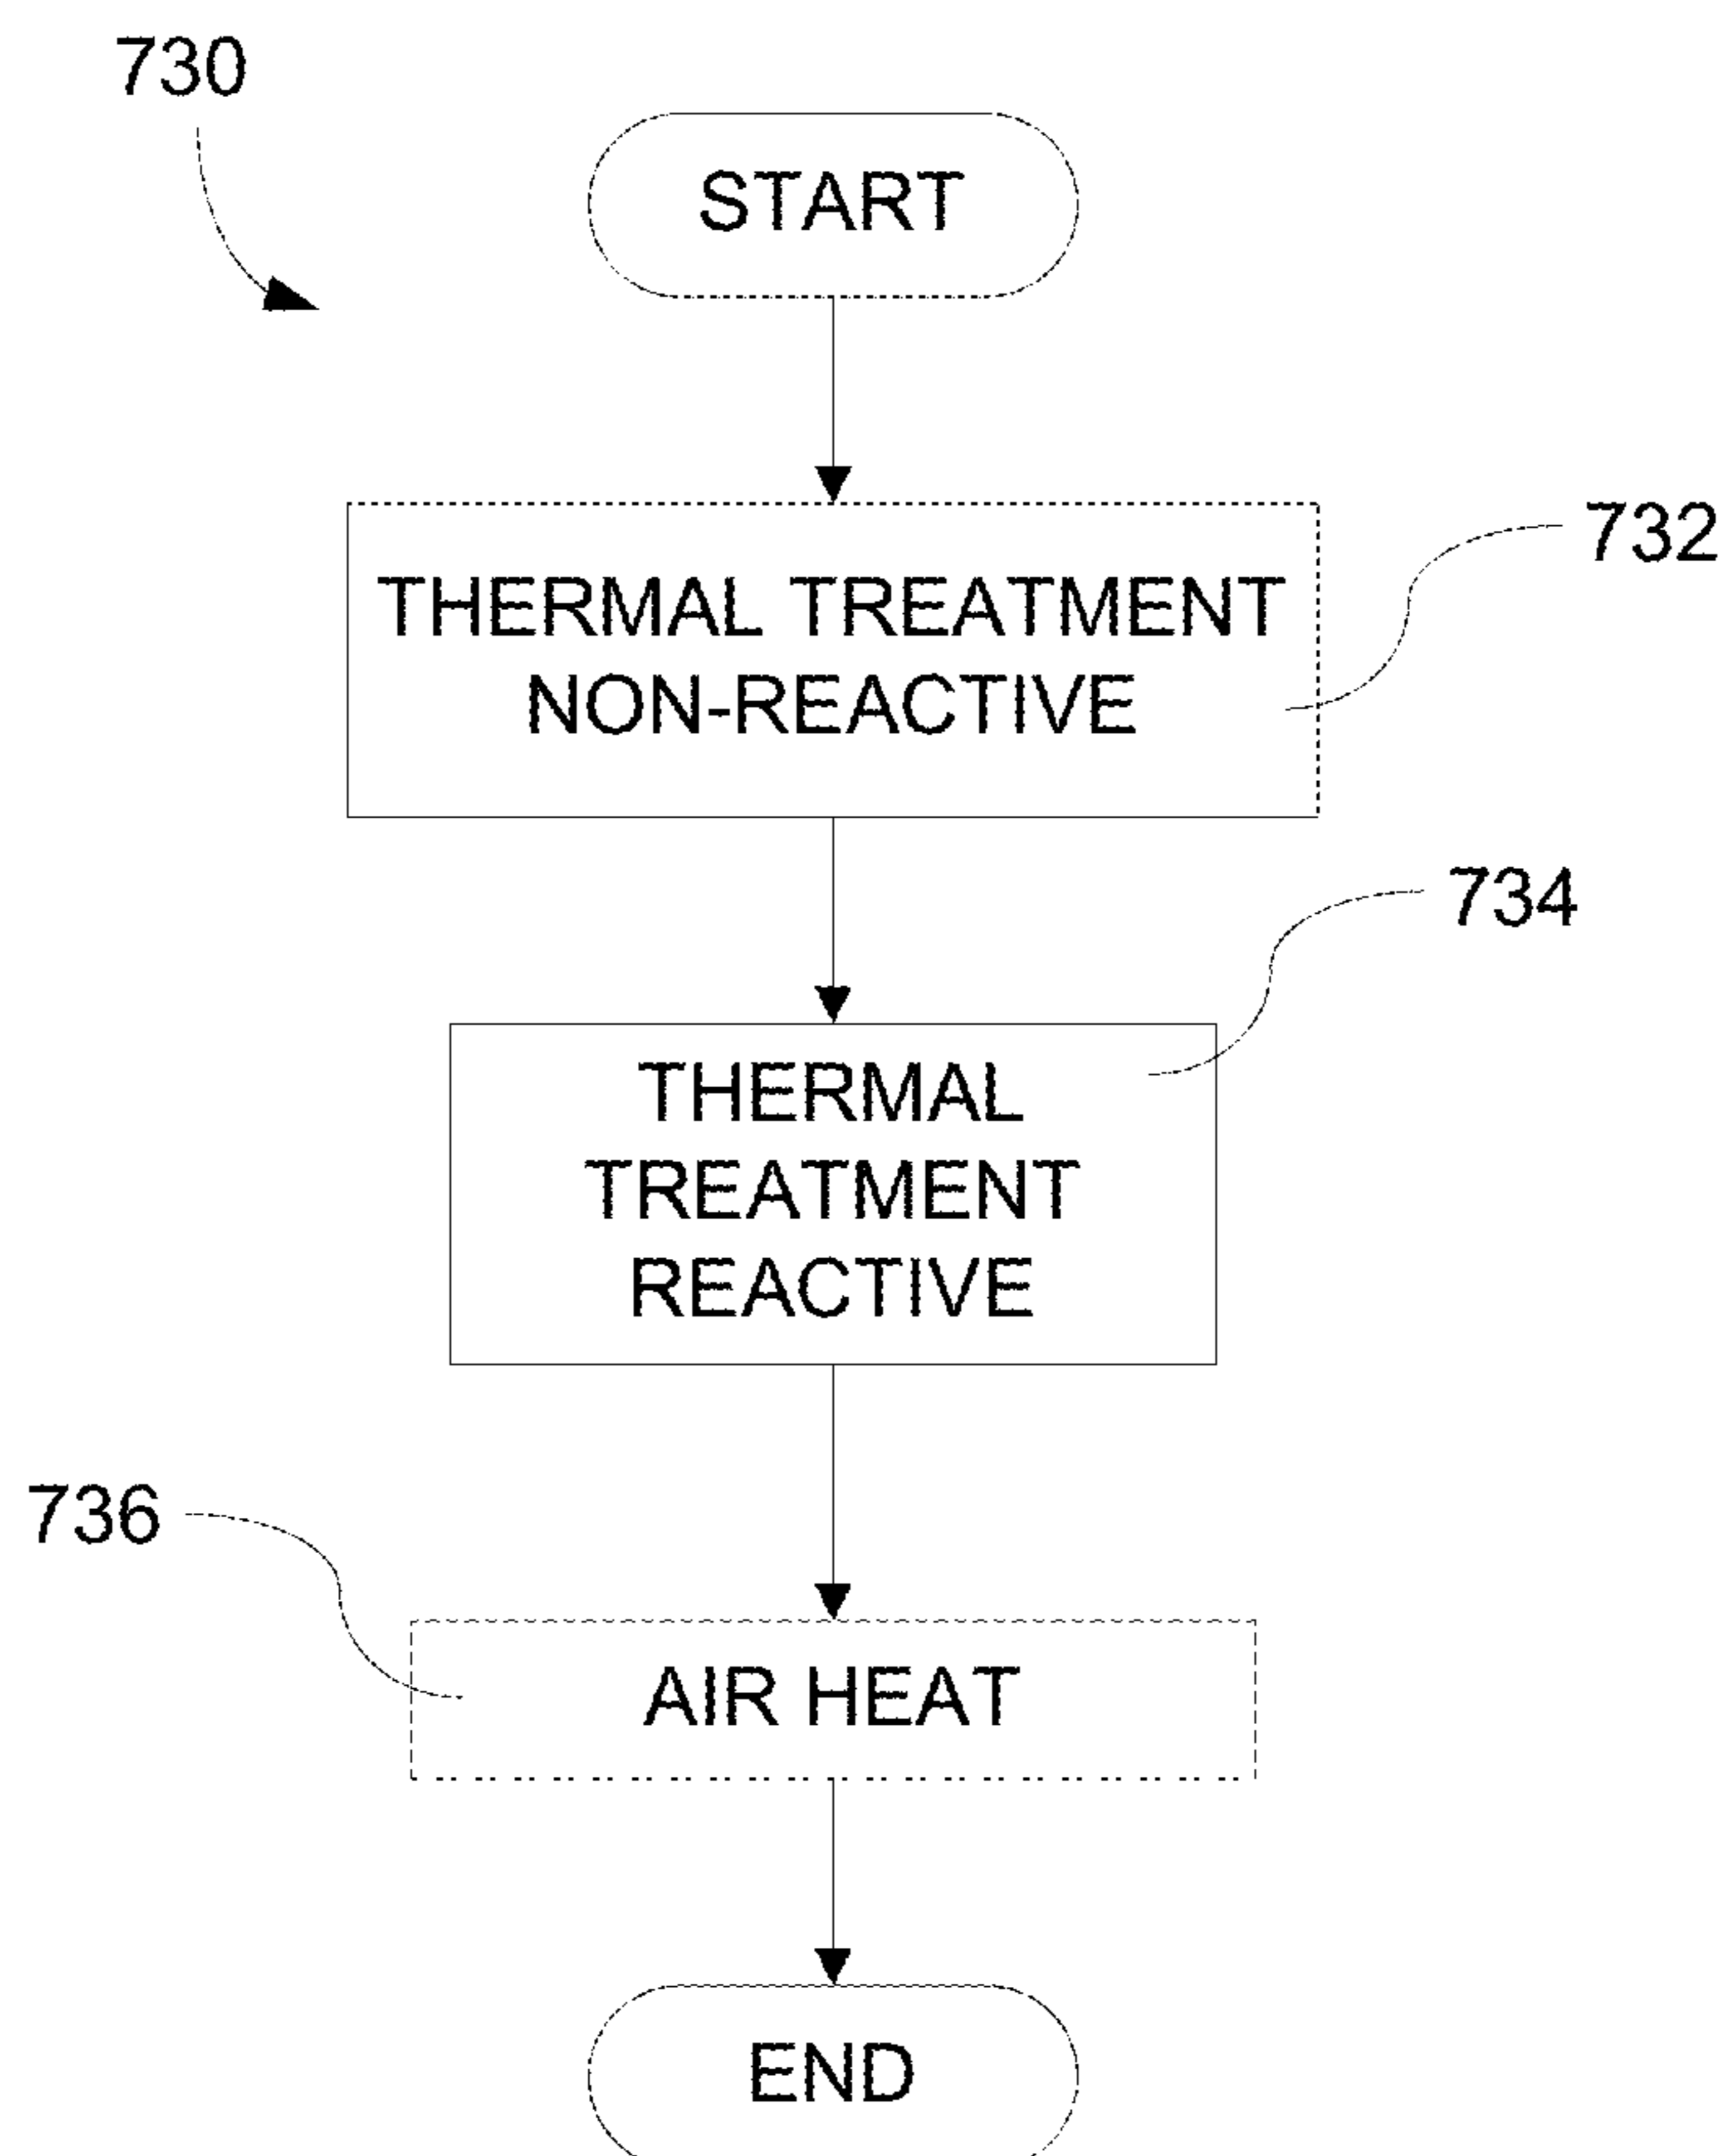 730
START
THERMAL TREATMENT
NON-REACTIVE
732
734
THERMAL
TREATMENT
REACTIVE
736
AIR HEAT
END